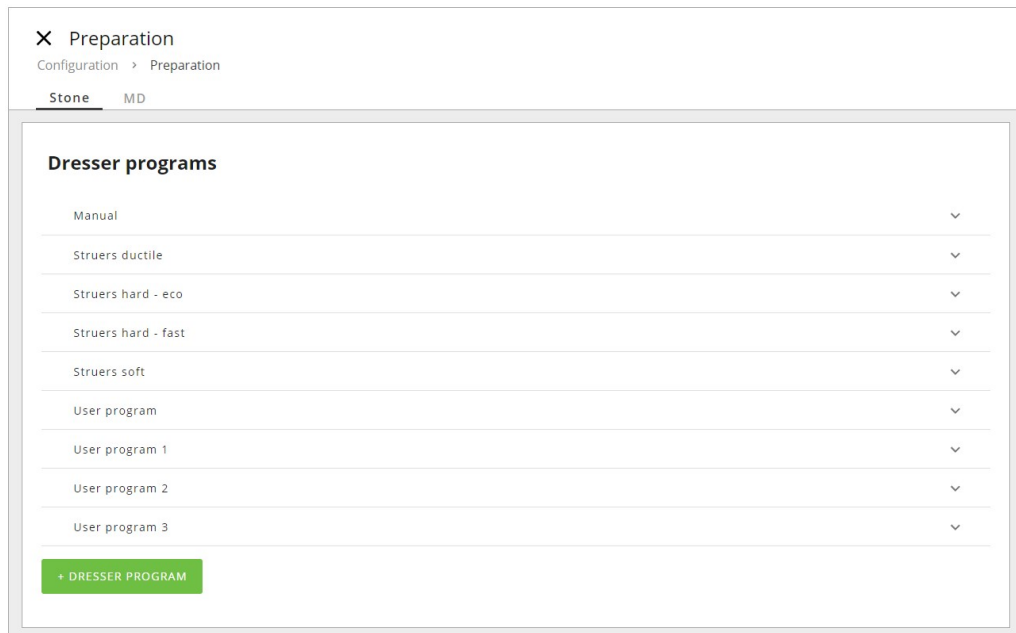 Preparation
Configuration > Preparation
Stone MD
Dresser programs
Manual
Struers ductile
Struers hard - eco
Struers hard - fast
Struers soft
User program
User program 1
User program 2
User program 3
+ DRESSER PROGRAM